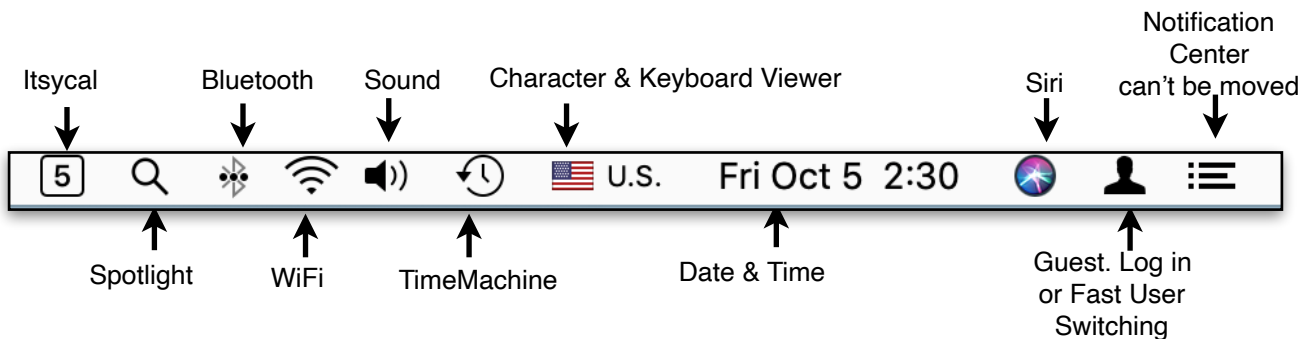 Notification
Center
can't be moved
Itsycal
Bluetooth
Sound
Character & Keyboard Viewer
Siri
5
U.S.
Fri Oct 5 2:30
Spotlight
WiFi
TimeMachine
Date & Time
Guest. Log in
or Fast User
Switching